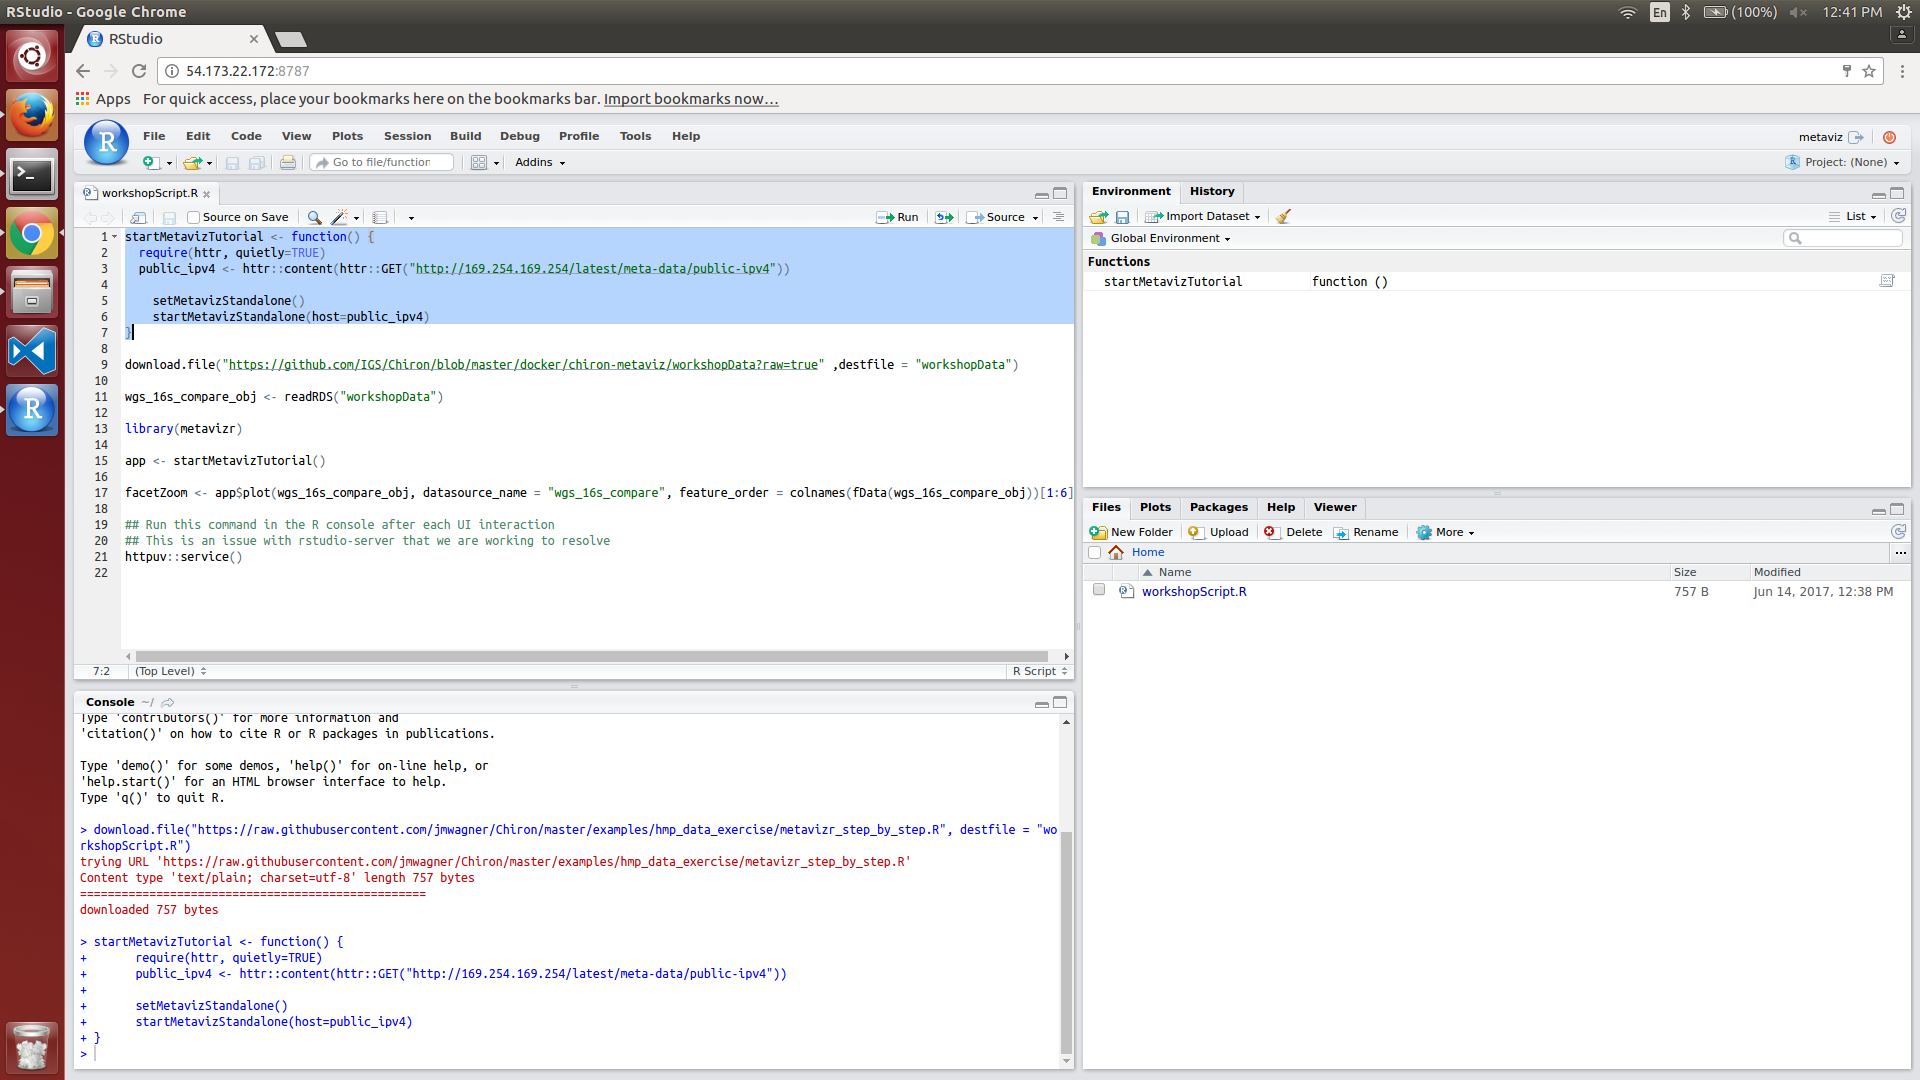 RStudio - Google Chrome
En
(100%)
12:41 PM
RStudio
54.173.22.172:8787
Apps For quick access, place your bookmarks here on the bookmarks bar. Import bookmarks now…
R
File Edit Code View Plots Session Build Debug Profile Tools Help
metaviz
Go to file/function
Addins
Project: (None)
workshopScript.R
Source on Save
Run
Source
1 startMetavizTutorial <- function() {
2 require(httr, quietly=TRUE)
3 public_ipv4 <- httr::content(httr::GET("http://169.254.169.254/latest/meta-data/public-ipv4"))
4
5 setMetavizStandalone()
6 startMetavizStandalone(host=public_ipv4)
7 }
8
9 download.file("https://github.com/IGS/Chiron/blob/master/docker/chiron-metaviz/workshopData?raw=true" ,destfile = "workshopData")
10
11 wgs_16s_compare_obj <- readRDS("workshopData")
12
13 library(metavizr)
14
15 app <- startMetavizTutorial()
16
17 facetZoom <- app$plot(wgs_16s_compare_obj, datasource_name = "wgs_16s_compare", feature_order = colnames(fData(wgs_16s_compare_obj))[1:6]
18
19 ## Run this command in the R console after each UI interaction
20 ## This is an issue with rstudio-server that we are working to resolve
21 httpuv::service()
22
7:2 (Top Level)
R Script
Console ~/
Type 'contributors()' for more information and
'citation()' on how to cite R or R packages in publications.
Type 'demo()' for some demos, 'help()' for on-line help, or
'help.start()' for an HTML browser interface to help.
Type 'q()' to quit R.
> download.file("https://raw.githubusercontent.com/jmwagner/Chiron/master/examples/hmp_data_exercise/metavizr_step_by_step.R", destfile = "wo
rkshopScript.R")
trying URL 'https://raw.githubusercontent.com/jmwagner/Chiron/master/examples/hmp_data_exercise/metavizr_step_by_step.R'
Content type 'text/plain; charset=utf-8' length 757 bytes
==================================================
downloaded 757 bytes
> startMetavizTutorial <- function() {
+ require(httr, quietly=TRUE)
+ public_ipv4 <- httr::content(httr::GET("http://169.254.169.254/latest/meta-data/public-ipv4"))
+
+ setMetavizStandalone()
+ startMetavizStandalone(host=public_ipv4)
+ }
>
Environment History
Import Dataset
List
Global Environment
Functions
startMetavizTutorial function ()
Files Plots Packages Help Viewer
New Folder Upload Delete Rename More
Home
...
Name Size Modified
workshopScript.R 757 B Jun 14, 2017, 12:38 PM